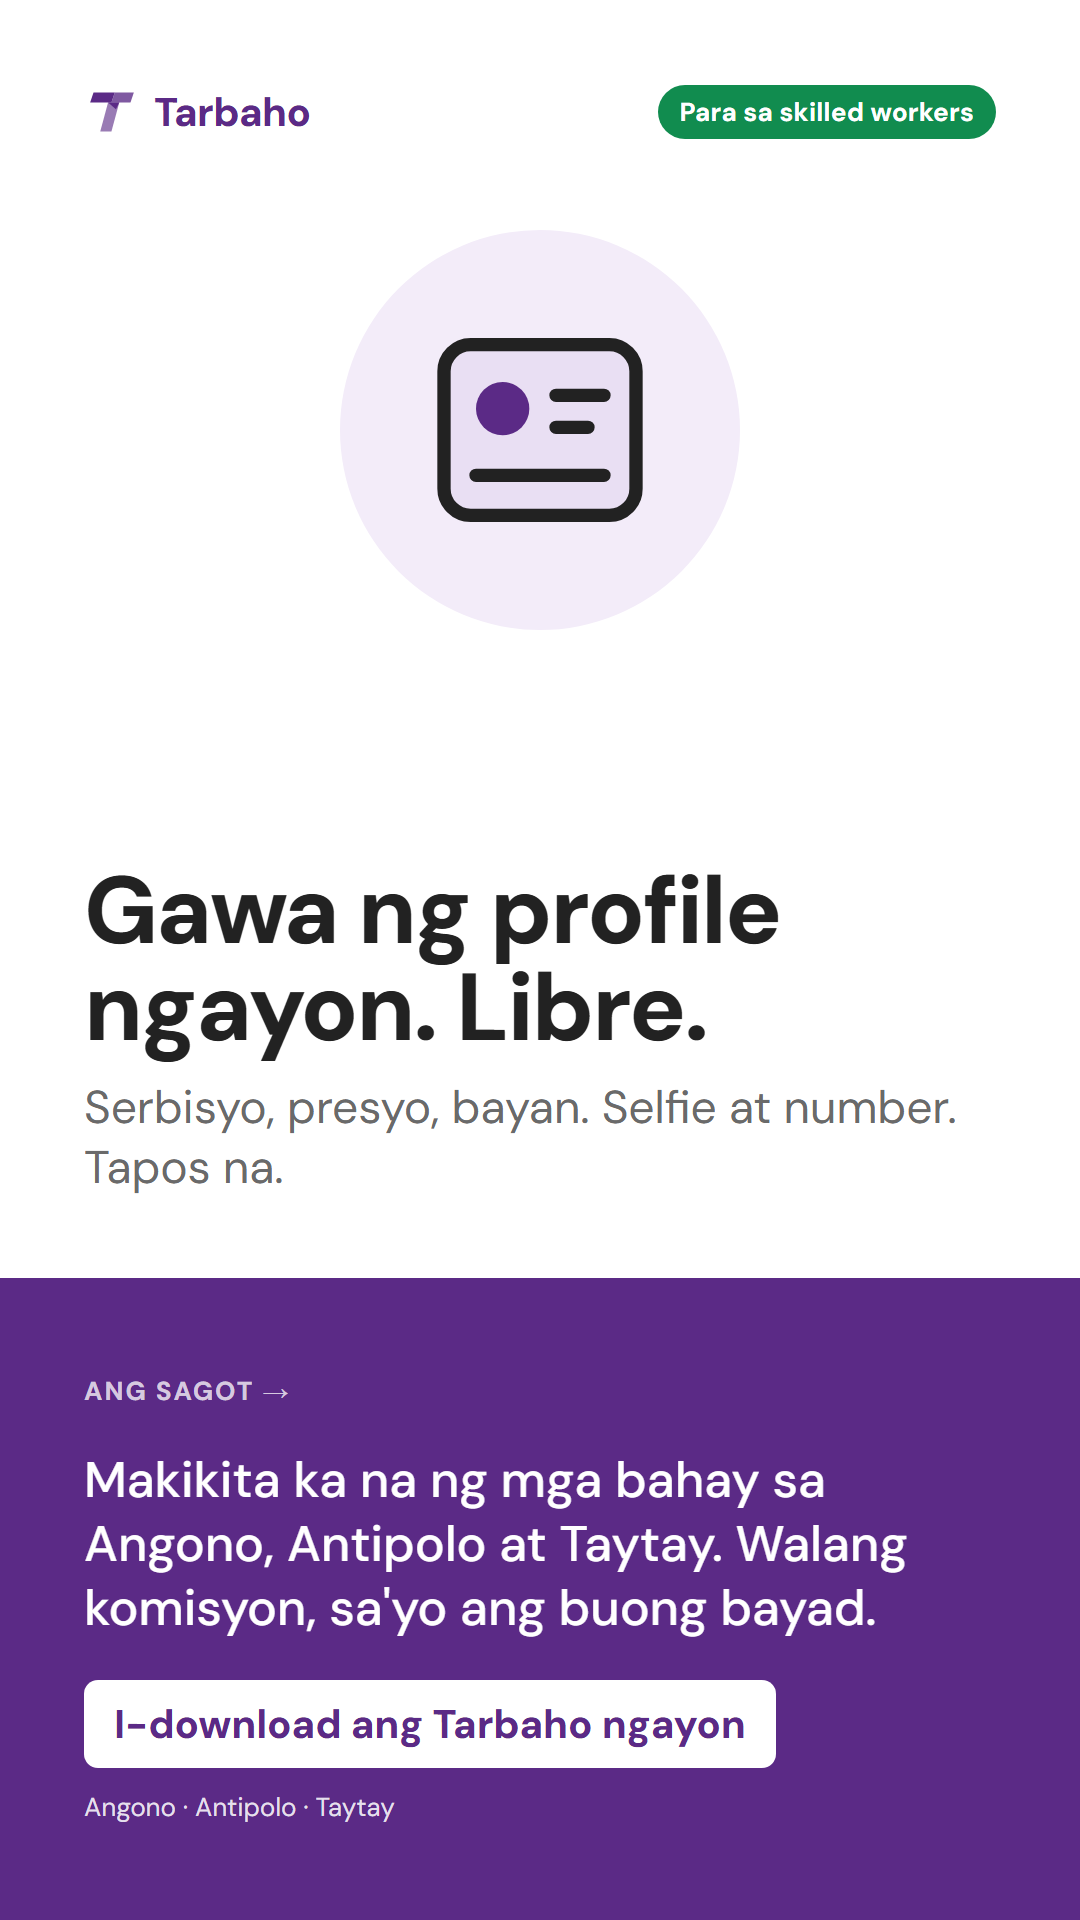 Tarbaho
Para sa skilled workers
Gawa ng profile
ngayon. Libre.
Serbisyo, presyo, bayan. Selfie at number.
Tapos na.
ANG SAGOT →
Makikita ka na ng mga bahay sa
Angono, Antipolo at Taytay. Walang
komisyon, sa'yo ang buong bayad.
I-download ang Tarbaho ngayon
Angono · Antipolo · Taytay